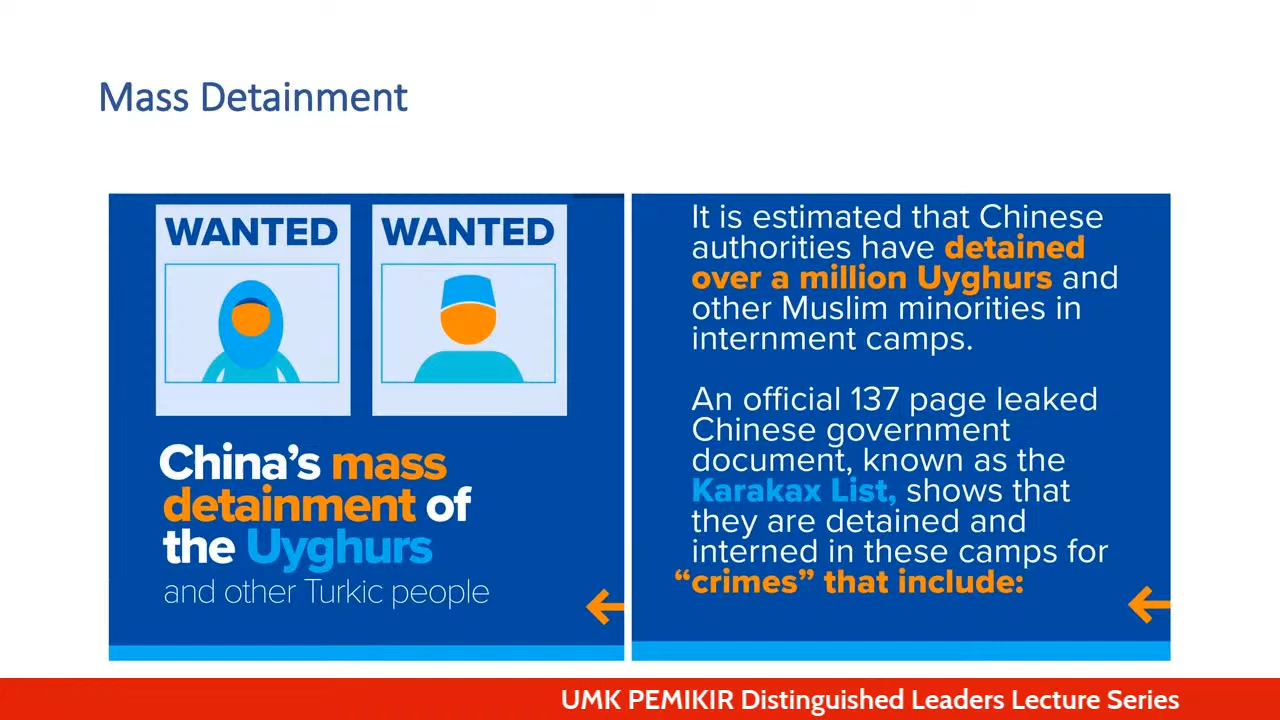 Mass Detainment
WANTED
WANTED
China's mass
detainment of
the Uyghurs
and other Turkic people
It is estimated that Chinese
authorities have detained
over a million Uyghurs and
other Muslim minorities in
internment camps.
An official 137 page leaked
Chinese government
document, known as the
Karakax List, shows that
they are detained and
interned in these camps for
“crimes” that include:
UMK PEMIKIR Distinguished Leaders Lecture Series